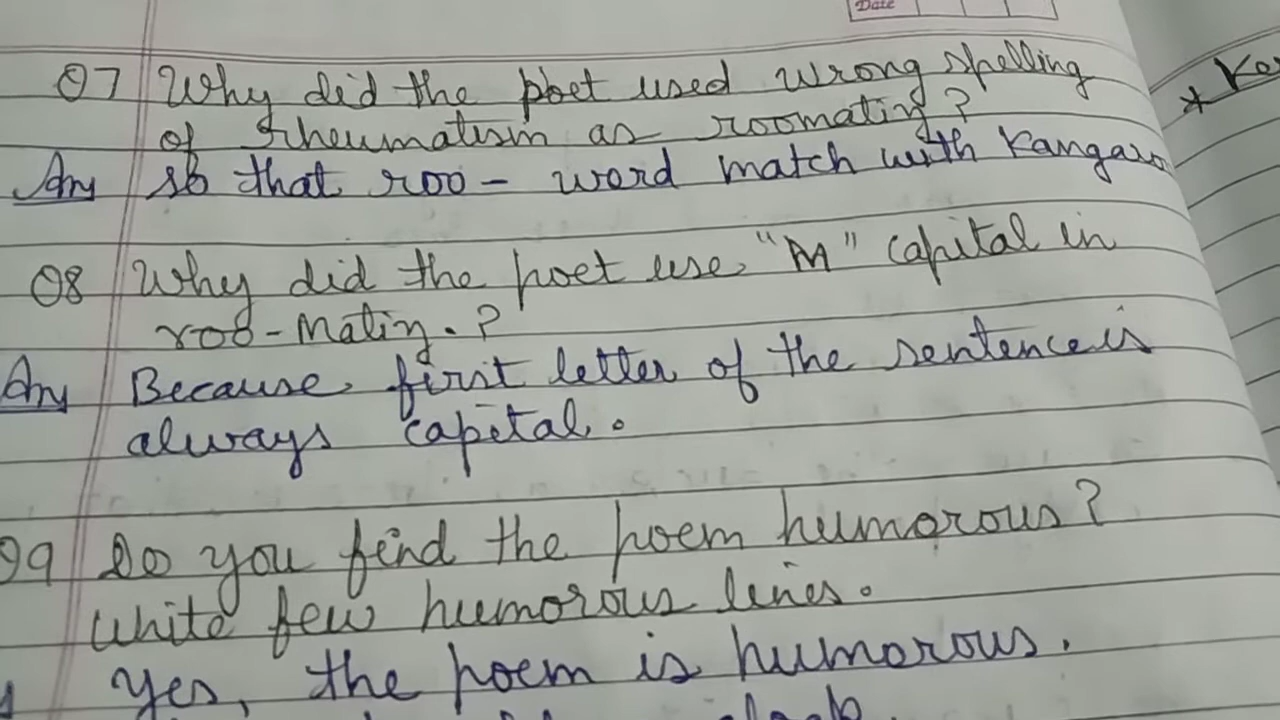 Date
Q7 Why did the poet used wrong spelling
of rheumatism as roomatiz?
Ans so that roo - word match with Kangaroo
Q8 Why did the poet use "M" capital in
roo-Matiz.?
Ans Because first letter of the sentence is
always capital.
Q9 Do you find the poem humorous?
White few humorous lines.
Yes, the poem is humorous.